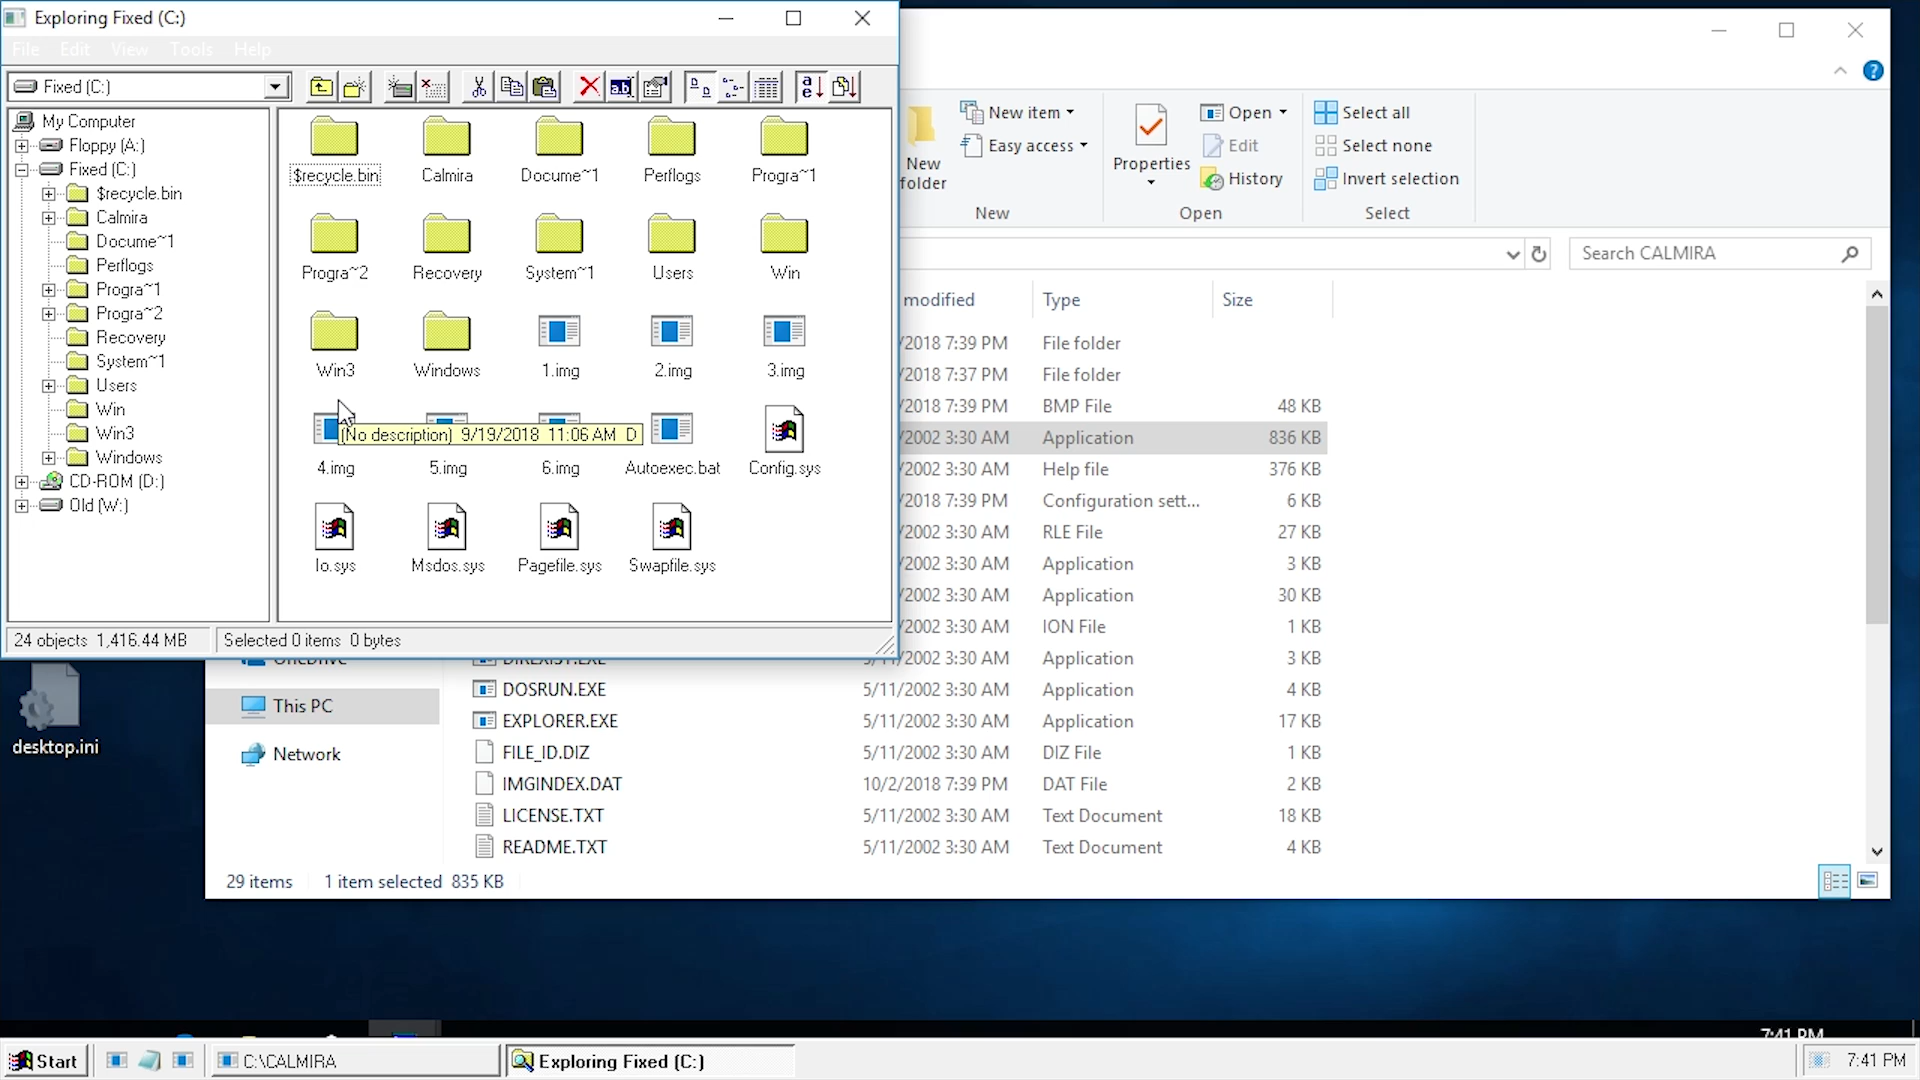 Exploring Fixed (C:)
File Edit View Tools Help
Fixed (C:)
My Computer
Floppy (A:)
Fixed (C:)
$recycle.bin
Calmira
Docume~1
Perflogs
Progra~1
Progra~2
Recovery
System~1
Users
Win
Win3
Windows
CD-ROM (D:)
Old (W:)
$recycle.bin Calmira Docume~1 Perflogs Progra~1
Progra~2 Recovery System~1 Users Win
Win3 Windows 1.img 2.img 3.img
(No description) 9/19/2018 11:06 AM D
4.img 5.img 6.img Autoexec.bat Config.sys
Io.sys Msdos.sys Pagefile.sys Swapfile.sys
24 objects 1,416.44 MB Selected 0 items 0 bytes
New folder
New item
Easy access
New
Properties
Open
Edit
History
Open
Select all
Select none
Invert selection
Select
Search CALMIRA
modified Type Size
/2018 7:39 PM File folder
/2018 7:37 PM File folder
/2018 7:39 PM BMP File 48 KB
/2002 3:30 AM Application 836 KB
/2002 3:30 AM Help file 376 KB
/2018 7:39 PM Configuration sett... 6 KB
/2002 3:30 AM RLE File 27 KB
/2002 3:30 AM Application 3 KB
/2002 3:30 AM Application 30 KB
/2002 3:30 AM ION File 1 KB
OneDrive
DIREXIST.EXE 5/11/2002 3:30 AM Application 3 KB
This PC
Network
DOSRUN.EXE 5/11/2002 3:30 AM Application 4 KB
EXPLORER.EXE 5/11/2002 3:30 AM Application 17 KB
FILE_ID.DIZ 5/11/2002 3:30 AM DIZ File 1 KB
IMGINDEX.DAT 10/2/2018 7:39 PM DAT File 2 KB
LICENSE.TXT 5/11/2002 3:30 AM Text Document 18 KB
README.TXT 5/11/2002 3:30 AM Text Document 4 KB
29 items 1 item selected 835 KB
desktop.ini
7:41 PM
Start
C:\CALMIRA
Exploring Fixed (C:)
7:41 PM